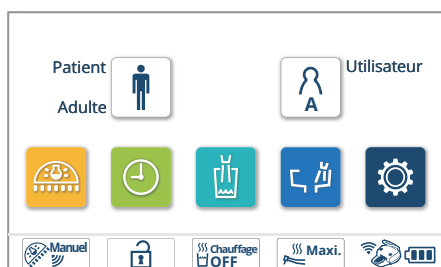 Patient
Adulte
A
Utilisateur
Manuel
Chauffage
OFF
Maxi.